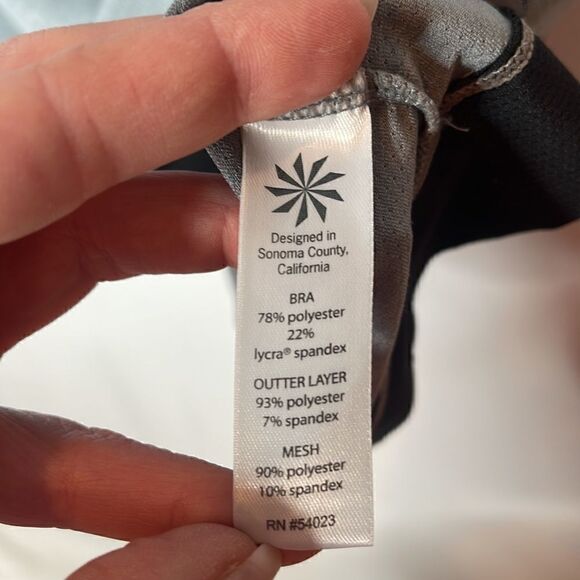 Designed in
Sonoma County,
California
BRA
78% polyester
22%
lycra® spandex
OUTTER LAYER
93% polyester
7% spandex
MESH
90% polyester
10% spandex
RN #54023